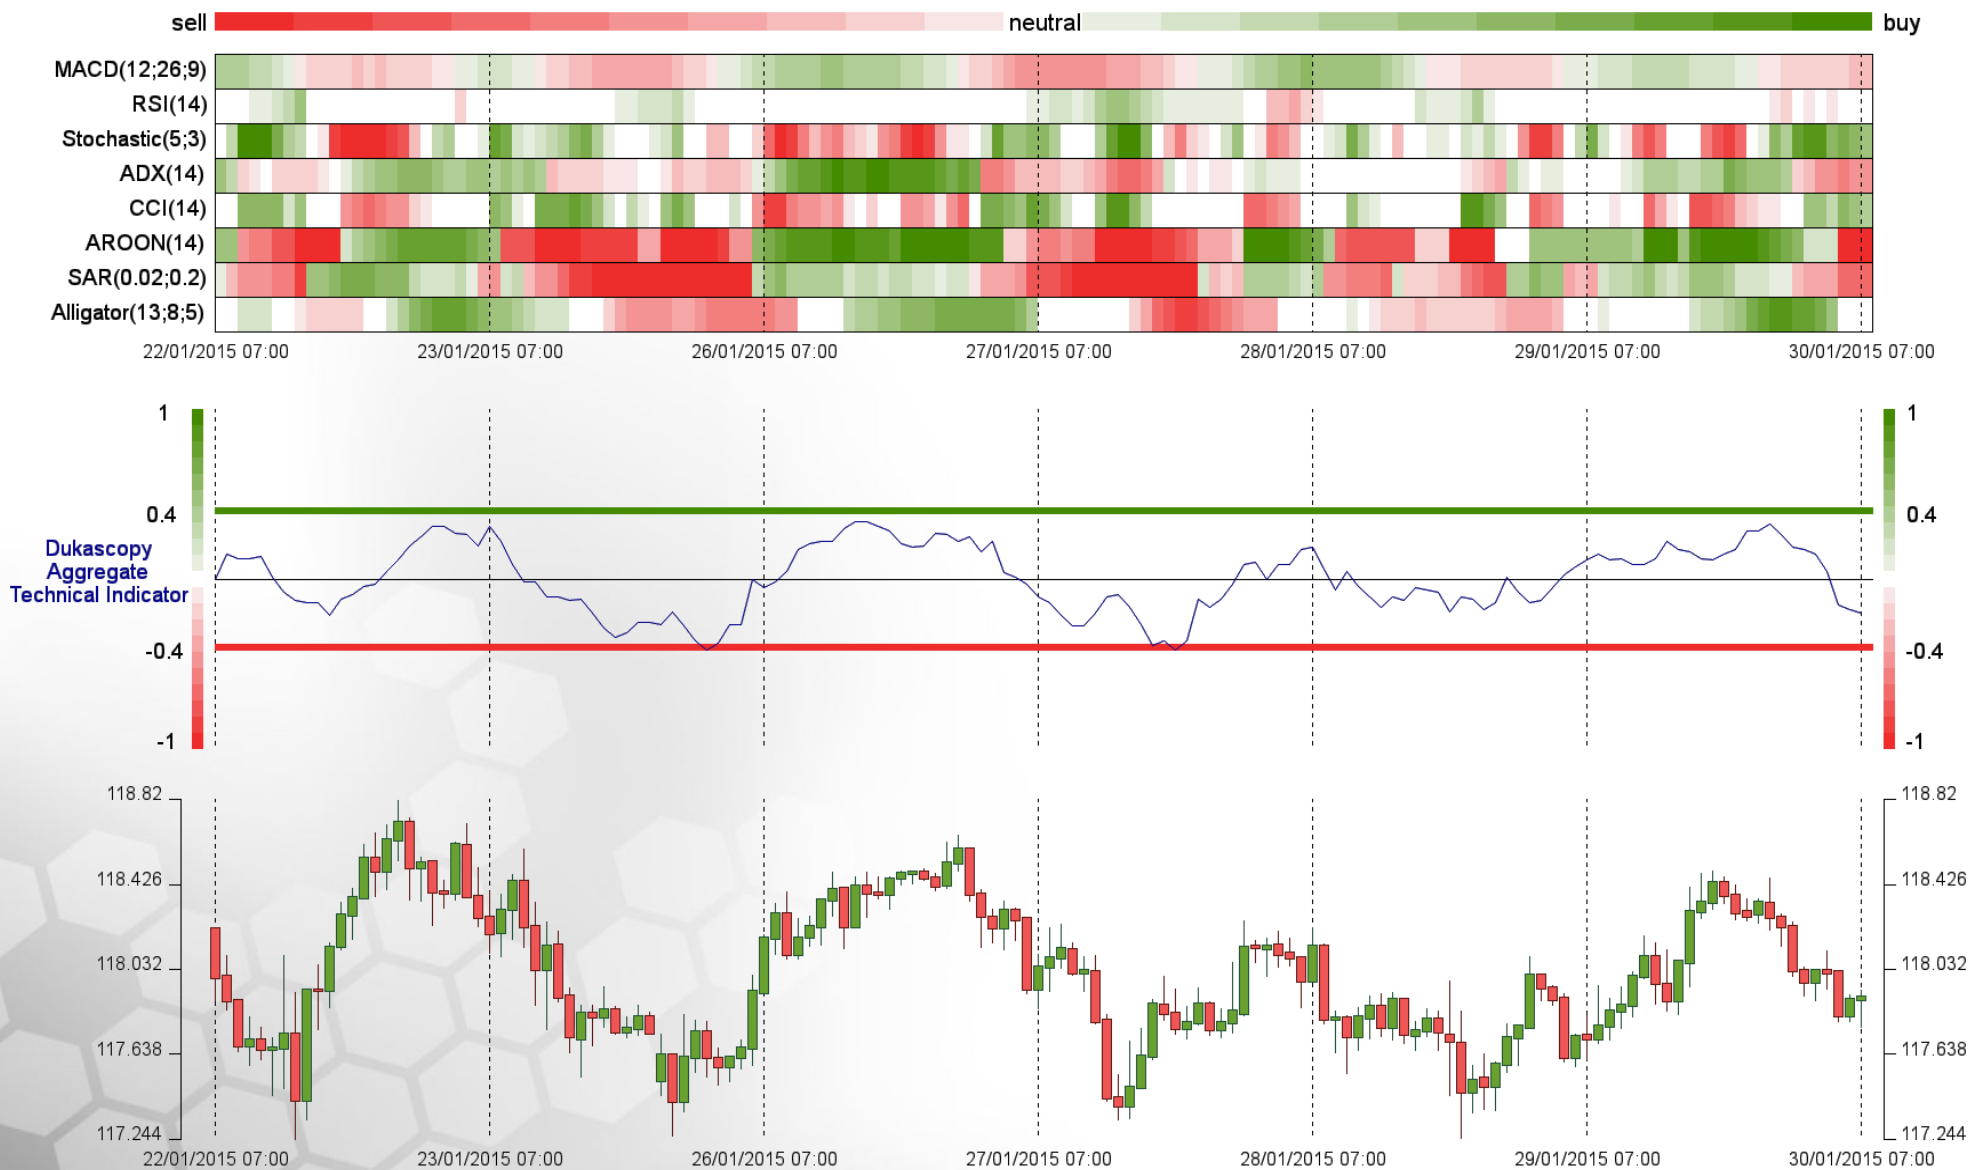 sell neutral buy
MACD(12;26;9)
RSI(14)
Stochastic(5;3)
ADX(14)
CCI(14)
AROON(14)
SAR(0.02;0.2)
Alligator(13;8;5)
22/01/2015 07:00 23/01/2015 07:00 26/01/2015 07:00 27/01/2015 07:00 28/01/2015 07:00 29/01/2015 07:00 30/01/2015 07:00
1 1
0.4 0.4
Dukascopy
Aggregate
Technical Indicator
-0.4 -0.4
-1 -1
118.82 118.82
118.426 118.426
118.032 118.032
117.638 117.638
117.244 117.244
22/01/2015 07:00 23/01/2015 07:00 26/01/2015 07:00 27/01/2015 07:00 28/01/2015 07:00 29/01/2015 07:00 30/01/2015 07:00